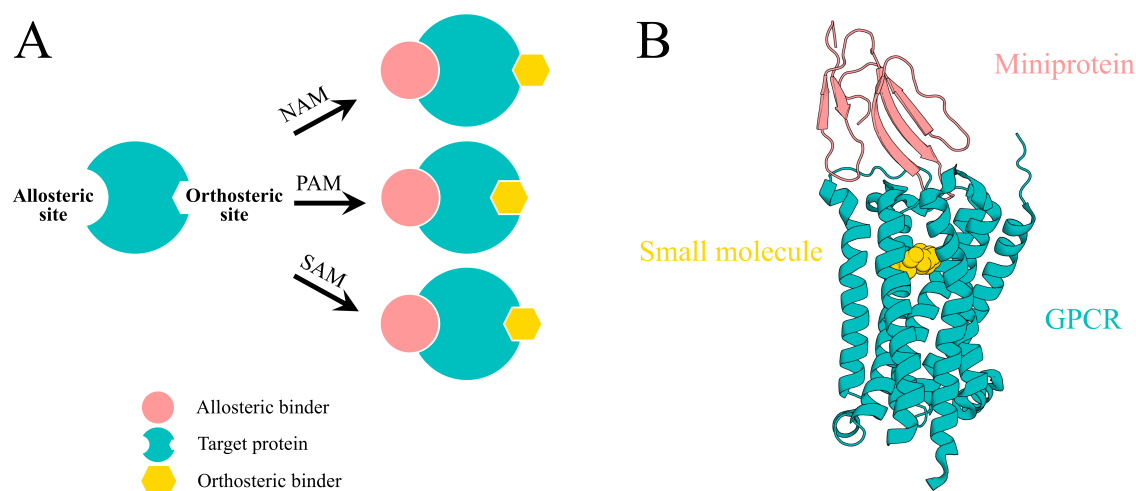 A
NAM
Allosteric
site
Orthosteric
site
PAM
SAM
Allosteric binder
Target protein
Orthosteric binder
B
Miniprotein
Small molecule
GPCR